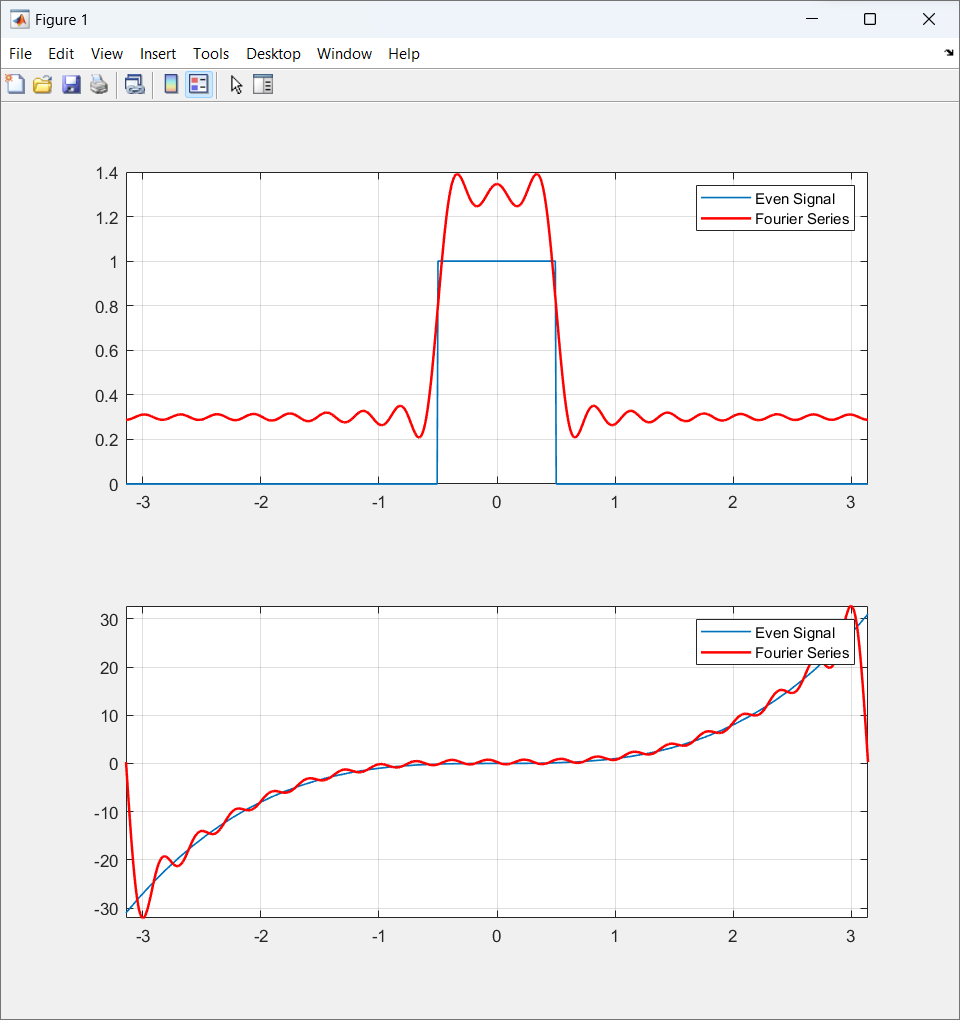 Figure 1
File Edit View Insert Tools Desktop Window Help
1.4
1.2
1
0.8
0.6
0.4
0.2
0
-3 -2 -1 0 1 2 3
Even Signal
Fourier Series
30
20
10
0
-10
-20
-30
-3 -2 -1 0 1 2 3
Even Signal
Fourier Series